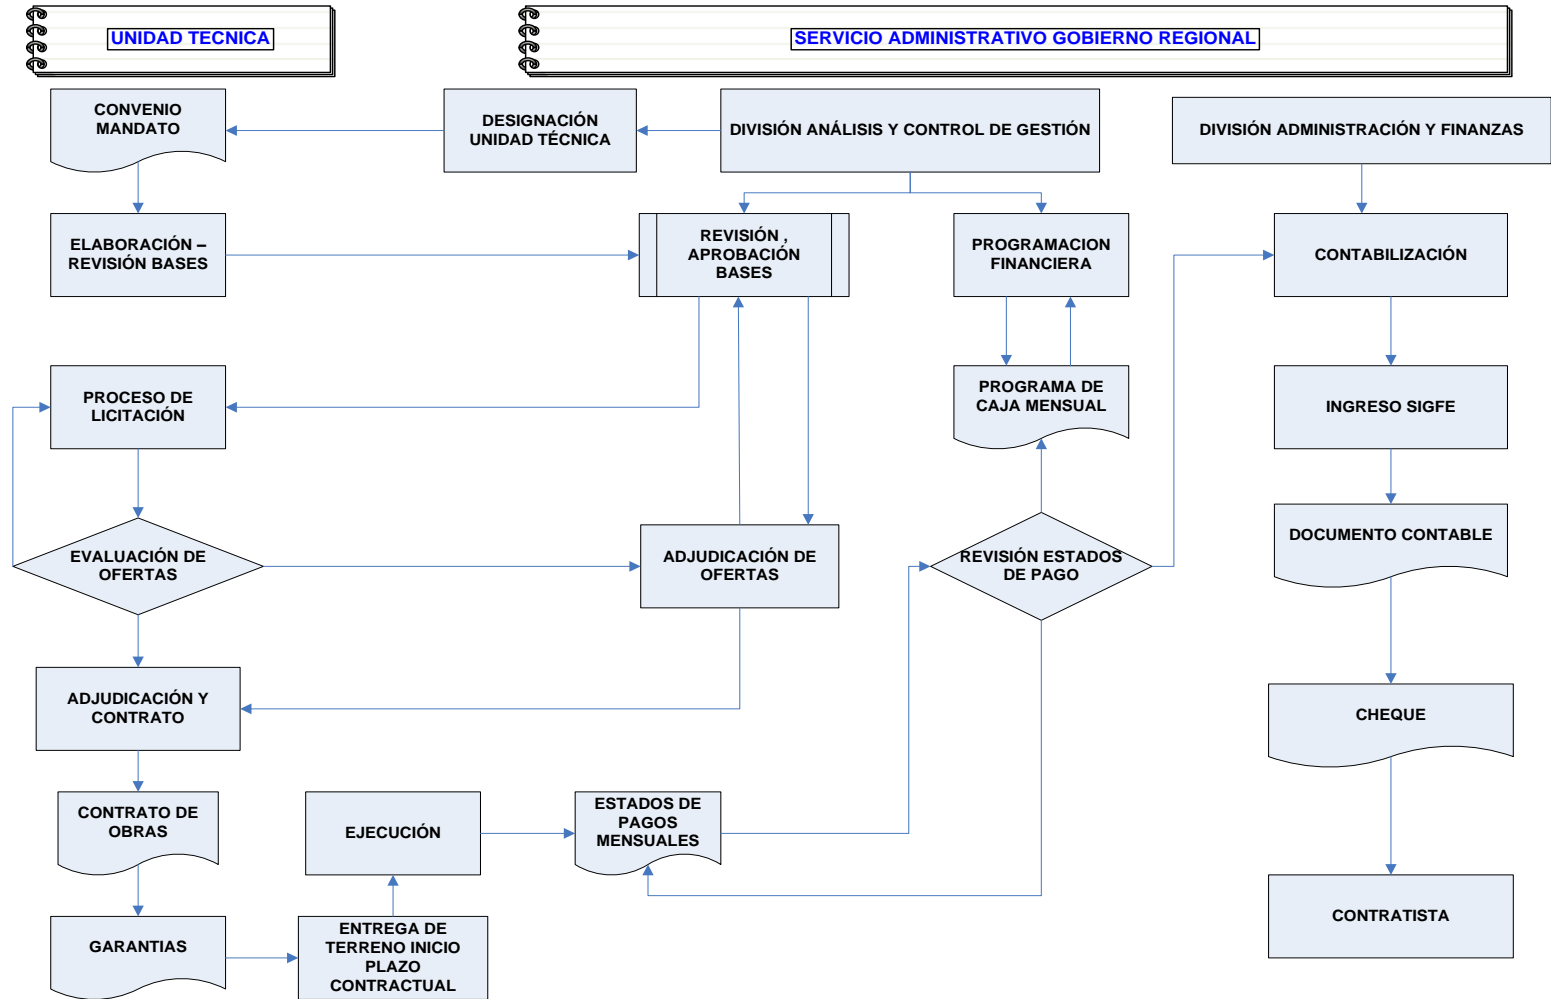 UNIDAD TECNICA
SERVICIO ADMINISTRATIVO GOBIERNO REGIONAL
CONVENIO
MANDATO
DESIGNACIÓN
UNIDAD TÉCNICA
DIVISIÓN ANÁLISIS Y CONTROL DE GESTIÓN
DIVISIÓN ADMINISTRACIÓN Y FINANZAS
ELABORACIÓN –
REVISIÓN BASES
REVISIÓN ,
APROBACIÓN
BASES
PROGRAMACION
FINANCIERA
CONTABILIZACIÓN
PROCESO DE
LICITACIÓN
PROGRAMA DE
CAJA MENSUAL
INGRESO SIGFE
EVALUACIÓN DE
OFERTAS
ADJUDICACIÓN DE
OFERTAS
REVISIÓN ESTADOS
DE PAGO
DOCUMENTO CONTABLE
ADJUDICACIÓN Y
CONTRATO
CHEQUE
CONTRATO DE
OBRAS
EJECUCIÓN
ESTADOS DE
PAGOS
MENSUALES
GARANTIAS
ENTREGA DE
TERRENO INICIO
PLAZO
CONTRACTUAL
CONTRATISTA